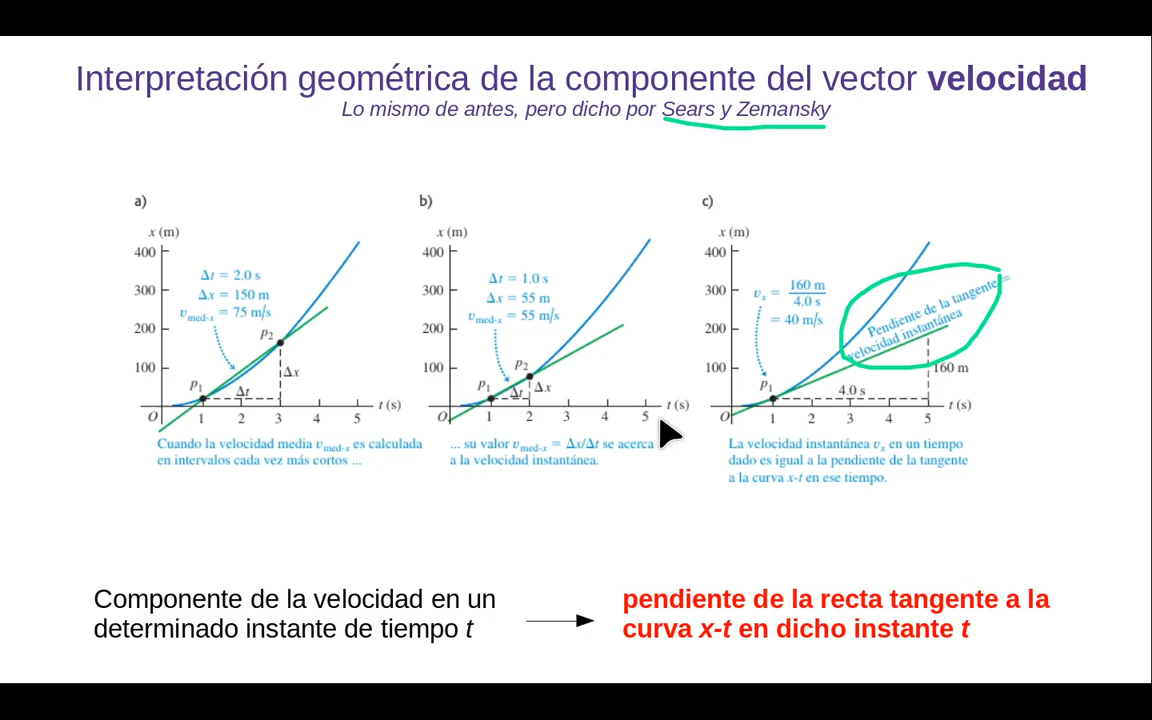 Interpretación geométrica de la componente del vector velocidad
Lo mismo de antes, pero dicho por Sears y Zemansky
a)
x (m)
400
300
200
100
O
1
2
3
4
5
t (s)
Δt = 2.0 s
Δx = 150 m
vmed-x = 75 m/s
p1
p2
Δt
Δx
Cuando la velocidad media vmed-x es calculada
en intervalos cada vez más cortos ...
b)
x (m)
400
300
200
100
O
1
2
3
4
5
t (s)
Δt = 1.0 s
Δx = 55 m
vmed-x = 55 m/s
p1
p2
Δt
Δx
... su valor vmed-x = Δx/Δt se acerca
a la velocidad instantánea.
c)
x (m)
400
300
200
100
O
1
2
3
4
5
t (s)
vx = 160 m
4.0 s
= 40 m/s
Pendiente de la tangente =
velocidad instantánea
p1
4.0 s
160 m
La velocidad instantánea vx en un tiempo
dado es igual a la pendiente de la tangente
a la curva x-t en ese tiempo.
Componente de la velocidad en un
determinado instante de tiempo t
pendiente de la recta tangente a la
curva x-t en dicho instante t